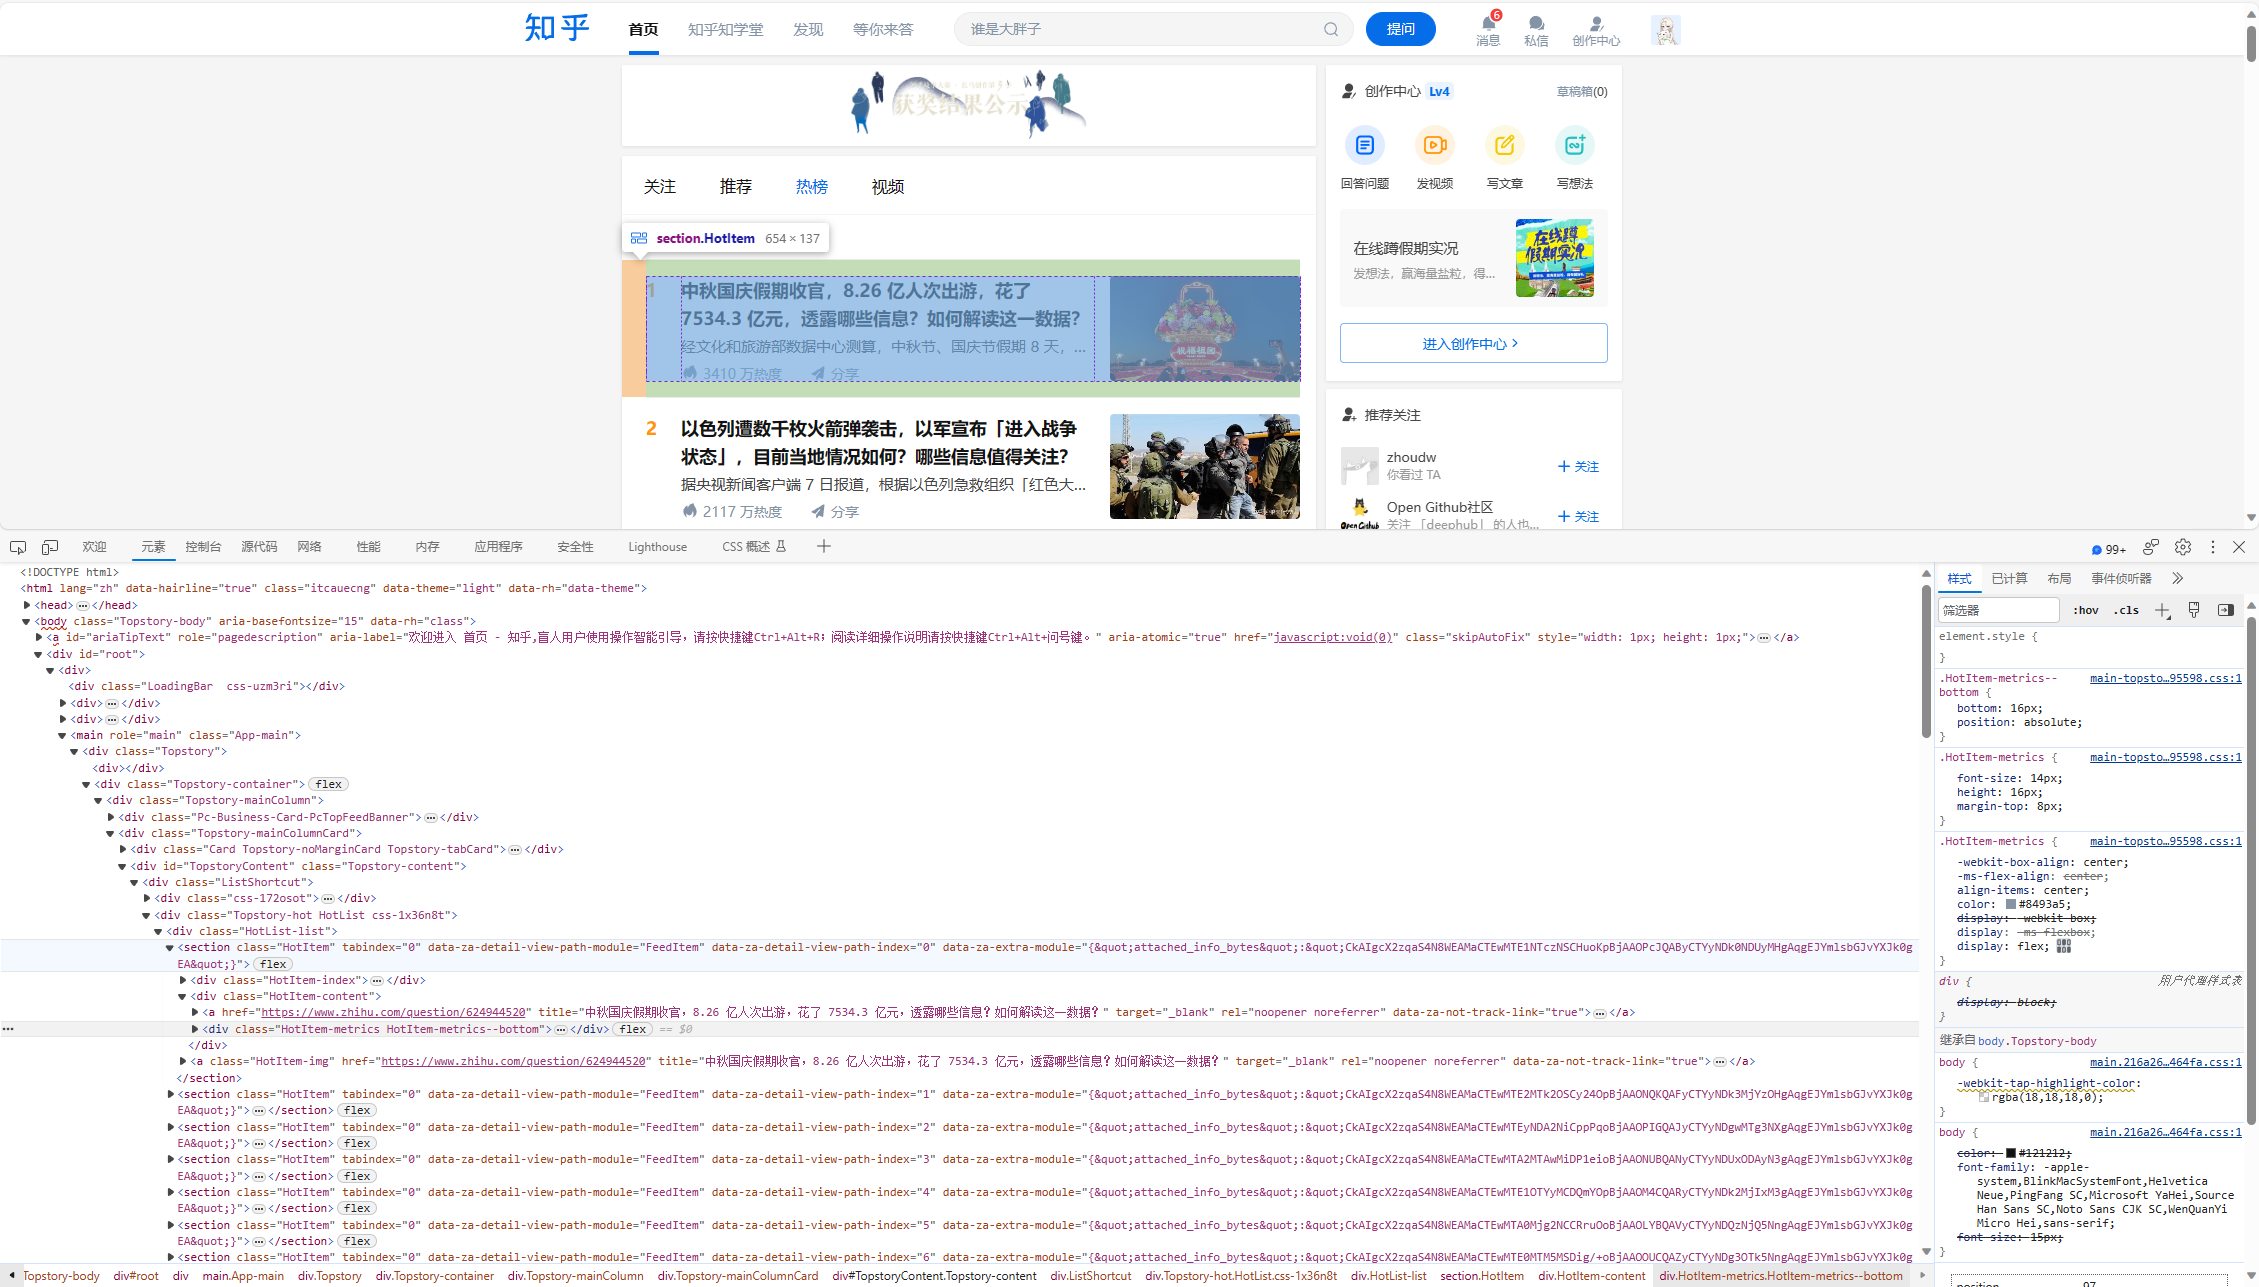 知乎
首页 知乎知学堂 发现 等你来答
谁是大胖子
提问
6
消息 私信 创作中心
获奖结果公示
关注 推荐 热榜 视频
section.HotItem 654 × 137
1
中秋国庆假期收官，8.26 亿人次出游，花了
7534.3 亿元，透露哪些信息？如何解读这一数据？
经文化和旅游部数据中心测算，中秋节、国庆节假期 8 天，...
3410 万热度 分享
2
以色列遭数千枚火箭弹袭击，以军宣布「进入战争
状态」，目前当地情况如何？哪些信息值得关注？
据央视新闻客户端 7 日报道，根据以色列急救组织「红色大...
2117 万热度 分享
创作中心 Lv4 草稿箱(0)
回答问题 发视频 写文章 写想法
在线蹲假期实况
发想法，赢海量盐粒，得...
在线蹲
假期实况
进入创作中心 >
推荐关注
zhoudw
你看过 TA
+ 关注
Open Github社区
关注「deephub」的人也...
+ 关注
欢迎 元素 控制台 源代码 网络 性能 内存 应用程序 安全性 Lighthouse CSS 概述
99+
<!DOCTYPE html>
<html lang="zh" data-hairline="true" class="itcauecng" data-theme="light" data-rh="data-theme">
<head>…</head>
<body class="Topstory-body" aria-basefontsize="15" data-rh="class">
<a id="ariaTipText" role="pagedescription" aria-label="欢迎进入 首页 - 知乎,盲人用户使用操作智能引导，请按快捷键Ctrl+Alt+R；阅读详细操作说明请按快捷键Ctrl+Alt+问号键。" aria-atomic="true" href="javascript:void(0)" class="skipAutoFix" style="width: 1px; height: 1px;">…</a>
<div id="root">
<div>
<div class="LoadingBar  css-uzm3ri"></div>
<div>…</div>
<div>…</div>
<main role="main" class="App-main">
<div class="Topstory">
<div></div>
<div class="Topstory-container"> flex
<div class="Topstory-mainColumn">
<div class="Pc-Business-Card-PcTopFeedBanner">…</div>
<div class="Topstory-mainColumnCard">
<div class="Card Topstory-noMarginCard Topstory-tabCard">…</div>
<div id="TopstoryContent" class="Topstory-content">
<div class="ListShortcut">
<div class="css-172osot">…</div>
<div class="Topstory-hot HotList css-1x36n8t">
<div class="HotList-list">
<section class="HotItem" tabindex="0" data-za-detail-view-path-module="FeedItem" data-za-detail-view-path-index="0" data-za-extra-module="{&quot;attached_info_bytes&quot;:&quot;
EA&quot;}"> flex
<div class="HotItem-index">…</div>
<div class="HotItem-content">
<a href="https://www.zhihu.com/question/624944520" title="中秋国庆假期收官，8.26 亿人次出游，花了 7534.3 亿元，透露哪些信息？如何解读这一数据？" target="_blank" rel="noopener noreferrer" data-za-not-track-link="true">…</a>
<div class="HotItem-metrics HotItem-metrics--bottom">…</div> flex == $0
</div>
<a class="HotItem-img" href="https://www.zhihu.com/question/624944520" title="中秋国庆假期收官，8.26 亿人次出游，花了 7534.3 亿元，透露哪些信息？如何解读这一数据？" target="_blank" rel="noopener noreferrer" data-za-not-track-link="true">…</a>
</section>
<section class="HotItem" tabindex="0" data-za-detail-view-path-module="FeedItem" data-za-detail-view-path-index="1" data-za-extra-module="{&quot;attached_info_bytes&quot;:&quot;
EA&quot;}">…</section> flex
<section class="HotItem" tabindex="0" data-za-detail-view-path-module="FeedItem" data-za-detail-view-path-index="2" data-za-extra-module="{&quot;attached_info_bytes&quot;:&quot;
EA&quot;}">…</section> flex
<section class="HotItem" tabindex="0" data-za-detail-view-path-module="FeedItem" data-za-detail-view-path-index="3" data-za-extra-module="{&quot;attached_info_bytes&quot;:&quot;
EA&quot;}">…</section> flex
<section class="HotItem" tabindex="0" data-za-detail-view-path-module="FeedItem" data-za-detail-view-path-index="4" data-za-extra-module="{&quot;attached_info_bytes&quot;:&quot;
EA&quot;}">…</section> flex
<section class="HotItem" tabindex="0" data-za-detail-view-path-module="FeedItem" data-za-detail-view-path-index="5" data-za-extra-module="{&quot;attached_info_bytes&quot;:&quot;
EA&quot;}">…</section> flex
<section class="HotItem" tabindex="0" data-za-detail-view-path-module="FeedItem" data-za-detail-view-path-index="6" data-za-extra-module="{&quot;attached_info_bytes&quot;:&quot;
Topstory-body div#root div main.App-main div.Topstory div.Topstory-container div.Topstory-mainColumn div.Topstory-mainColumnCard div#TopstoryContent.Topstory-content div.ListShortcut div.Topstory-hot.HotList.css-1x36n8t div.HotList-list section.HotItem div.HotItem-content div.HotItem-metrics.HotItem-metrics--bottom
样式 已计算 布局 事件侦听器
筛选器 :hov .cls
element.style {
}
.HotItem-metrics-- main-topsto…95598.css:1
bottom {
bottom: 16px;
position: absolute;
}
.HotItem-metrics { main-topsto…95598.css:1
font-size: 14px;
height: 16px;
margin-top: 8px;
}
.HotItem-metrics { main-topsto…95598.css:1
-webkit-box-align: center;
-ms-flex-align: center;
align-items: center;
color: #8493a5;
display: -webkit-box;
display: -ms-flexbox;
display: flex;
}
div { 用户代理样式表
display: block;
}
继承自 body.Topstory-body
body { main.216a26…464fa.css:1
-webkit-tap-highlight-color:
rgba(18,18,18,0);
}
body { main.216a26…464fa.css:1
color: #121212;
font-family: -apple-
system,BlinkMacSystemFont,Helvetica
Neue,PingFang SC,Microsoft YaHei,Source
Han Sans SC,Noto Sans CJK SC,WenQuanYi
Micro Hei,sans-serif;
font-size: 15px;
}